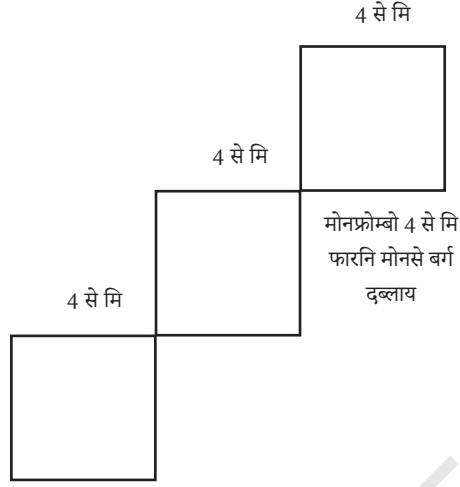 4 से मि
4 से मि
मोनफ्रोम्बो 4 से मि
फारनि मोनसे बर्ग
दब्लाय
4 से मि